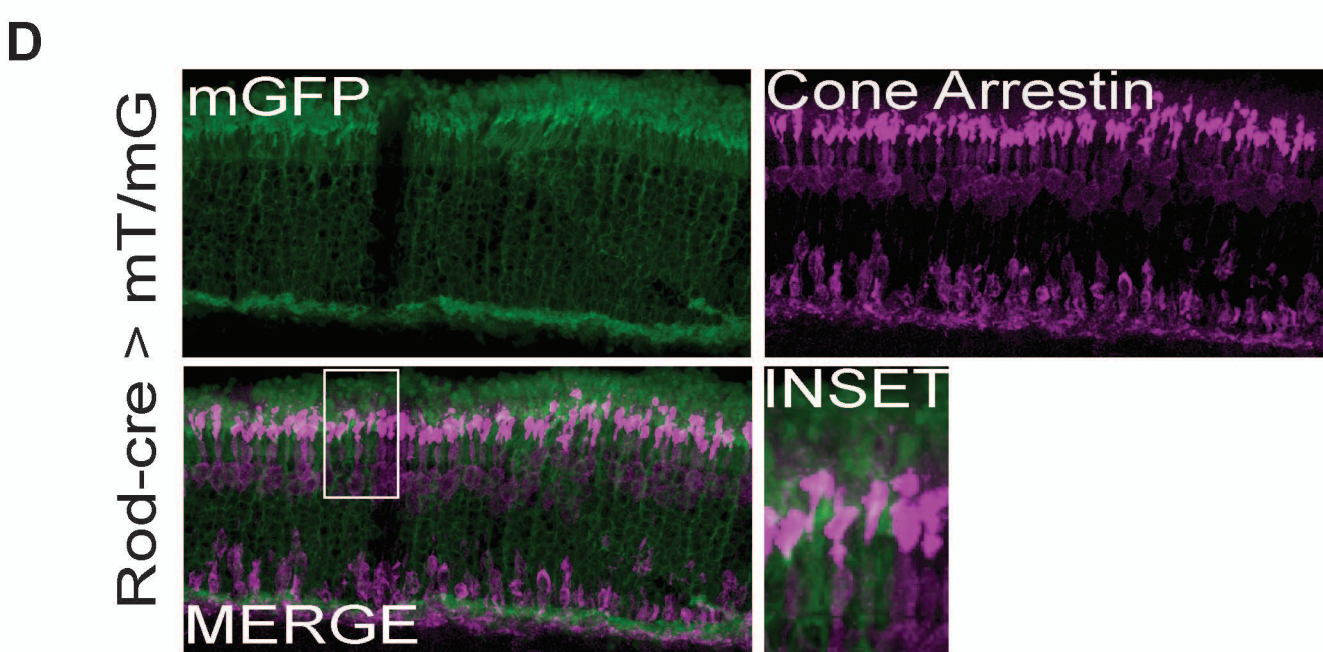 D
Rod-cre > mT/mG
mGFP
Cone Arrestin
MERGE
INSET